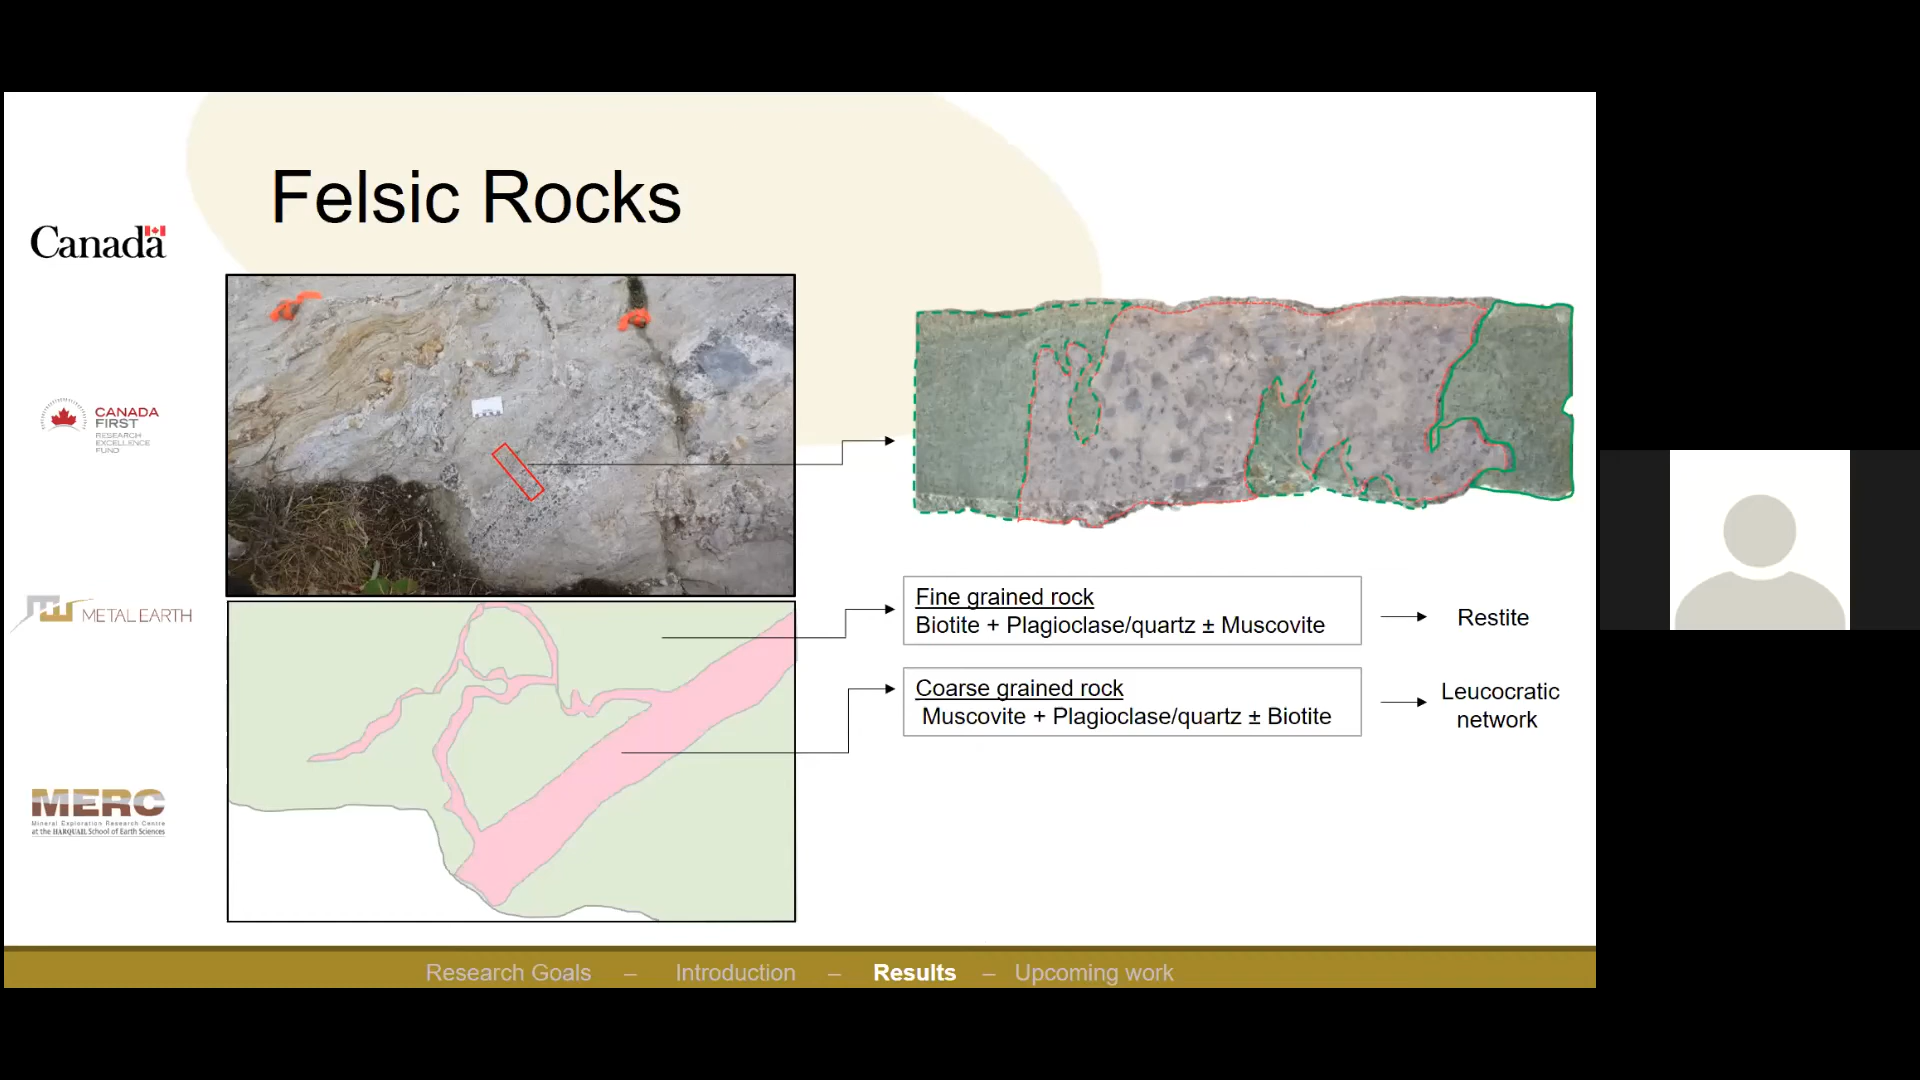 Felsic Rocks
Canada
CANADA
FIRST
RESEARCH
EXCELLENCE
FUND
METAL EARTH
MERC
Mineral Exploration Research Centre
at the HARQUAIL School of Earth Sciences
Fine grained rock
Biotite + Plagioclase/quartz ± Muscovite
Restite
Coarse grained rock
Muscovite + Plagioclase/quartz ± Biotite
Leucocratic
network
Research Goals – Introduction – Results – Upcoming work